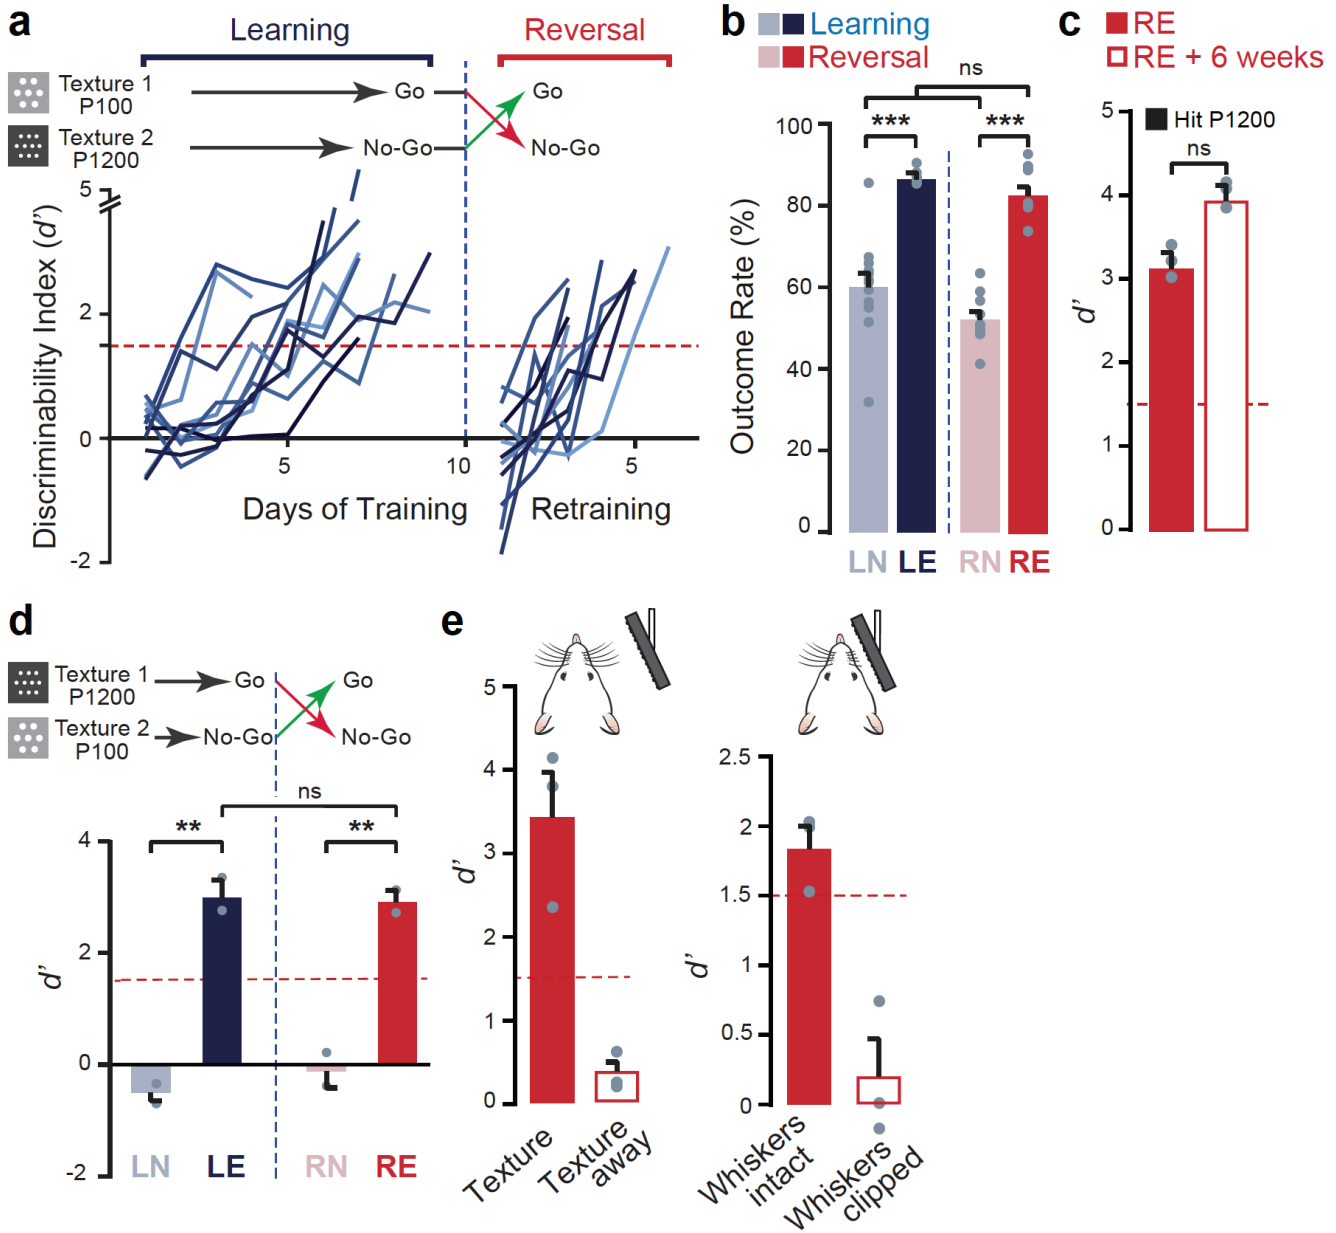 a
Learning
Reversal
Texture 1
P100
Go
Go
Texture 2
P1200
No-Go
No-Go
Discriminability Index (d')
5
2
0
-2
5
10
5
Days of Training
Retraining
b
Learning
Reversal
ns
***
***
Outcome Rate (%)
100
80
60
40
20
0
LN
LE
RN
RE
c
RE
RE + 6 weeks
Hit P1200
ns
d'
5
4
3
2
1
0
d
Texture 1
P1200
Go
Go
Texture 2
P100
No-Go
No-Go
ns
**
**
d'
4
2
0
-2
LN
LE
RN
RE
e
d'
5
4
3
2
1
0
Texture
Texture
away
d'
2.5
2
1.5
1
0.5
0
Whiskers
intact
Whiskers
clipped